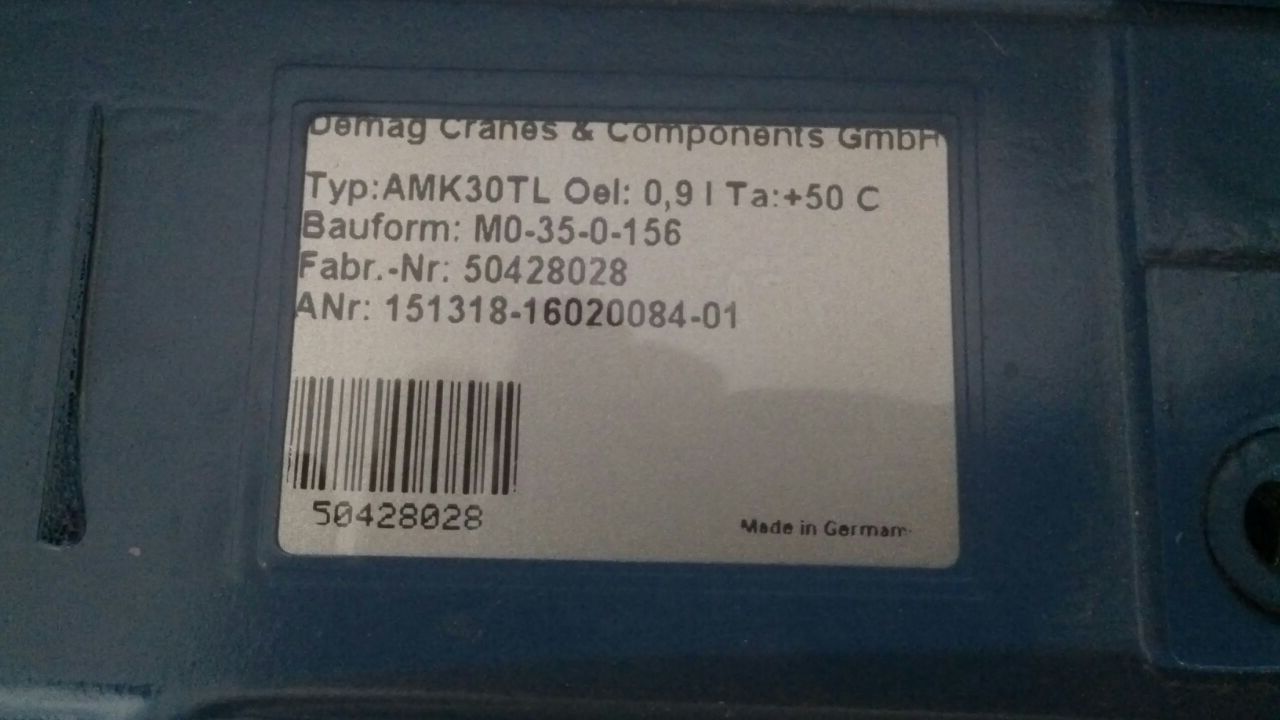 Demag Cranes & Components GmbH
Typ:AMK30TL Oel: 0,9 l Ta:+50 C
Bauform: M0-35-0-156
Fabr.-Nr: 50428028
ANr: 151318-16020084-01
50428028
Made in German